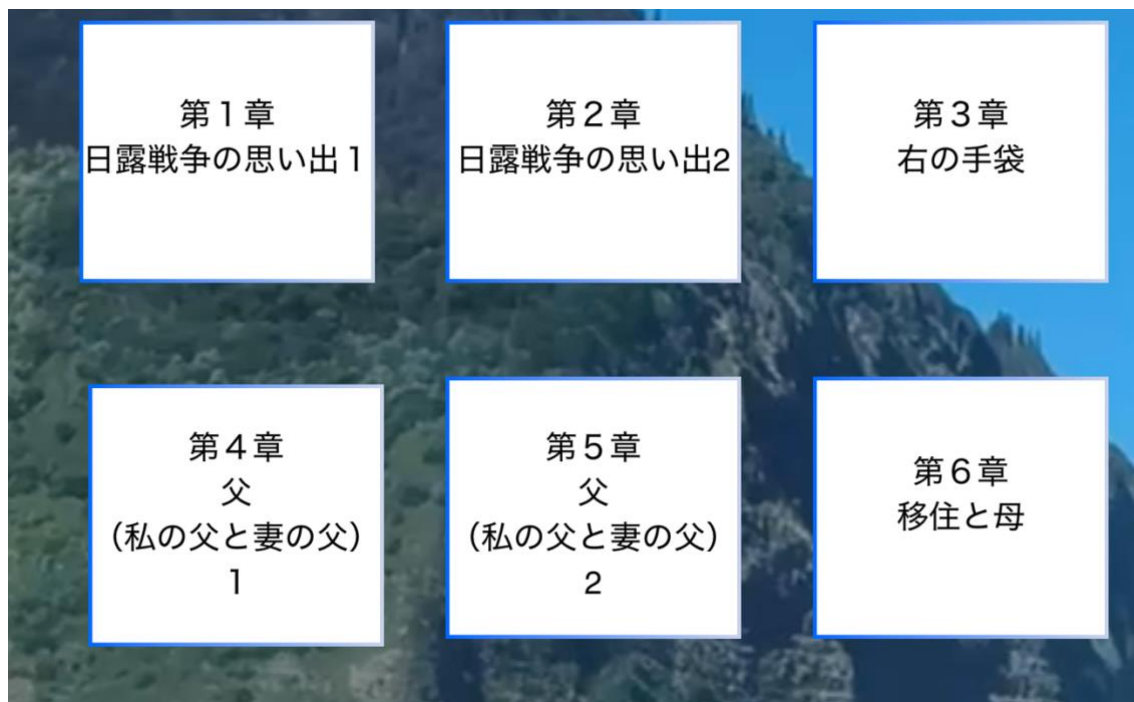 第１章
日露戦争の思い出１
第２章
日露戦争の思い出2
第３章
右の手袋
第４章
父
（私の父と妻の父）
1
第５章
父
（私の父と妻の父）
2
第６章
移住と母